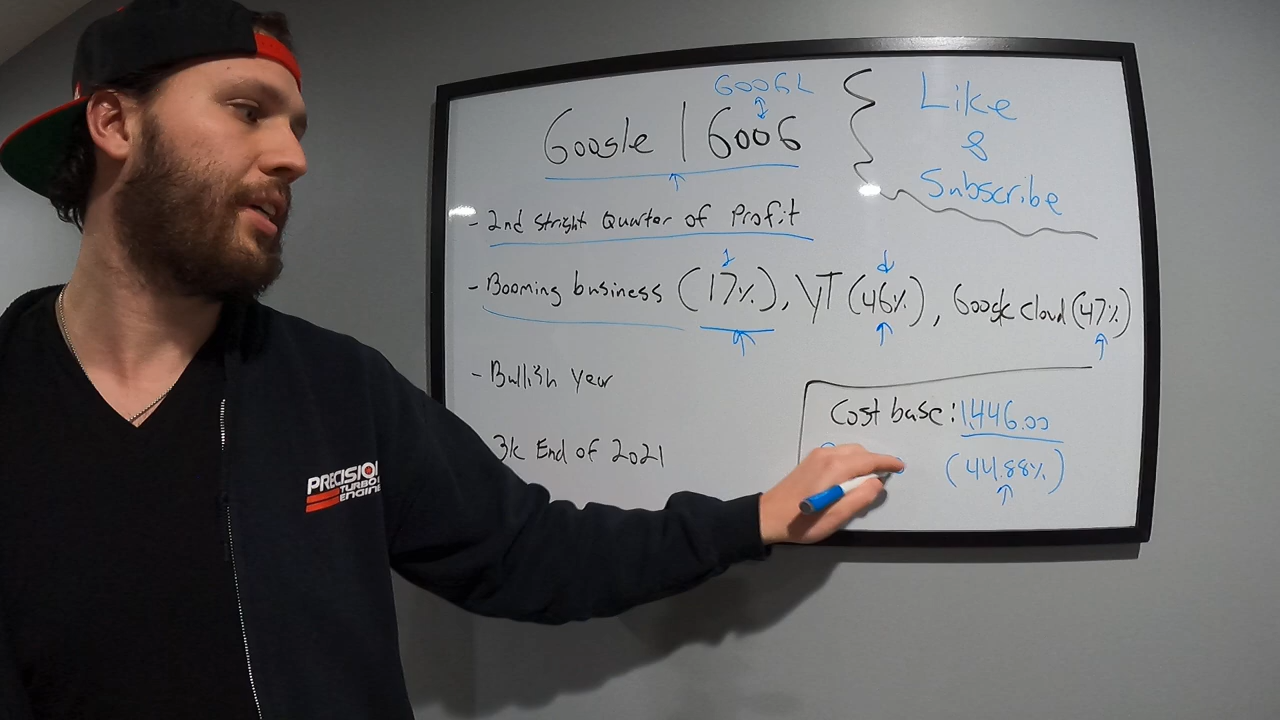 GOOGL
Google | GOOG
Like
&
Subscribe
- 2nd stright Quarter of Profit
- Booming business (17%), YT (46%), Google cloud (47%)
- Bullish Year
3k End of 2021
Cost base: 1,446.00
(44.88%)
PRECISION
TURBO
ENGINE